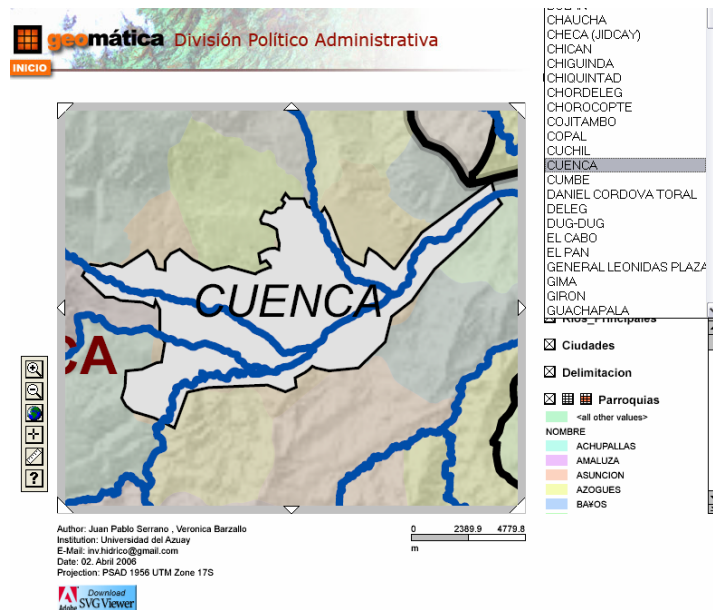 geomática División Político Administrativa
INICIO
CHAUCHA
CHECA (JIDCAY)
CHICAN
CHIGUINDA
CHIQUINTAD
CHORDELEG
CHOROCOPTE
COJITAMBO
COPAL
CUCHIL
CUENCA
CUMBE
DANIEL CORDOVA TORAL
DELEG
DUG-DUG
EL CABO
EL PAN
GENERAL LEONIDAS PLAZA
GIMA
GIRON
GUACHAPALA
CUENCA
CA
Rios_Principales
Ciudades
Delimitacion
Parroquias
<all other values>
NOMBRE
ACHUPALLAS
AMALUZA
ASUNCION
AZOGUES
BA¥OS
?
Author: Juan Pablo Serrano , Veronica Barzallo
Institution: Universidad del Azuay
E-Mail: inv.hidrico@gmail.com
Date: 02. Abril 2006
Projection: PSAD 1956 UTM Zone 17S
0 2389.9 4779.8
m
Download
Adobe SVG Viewer